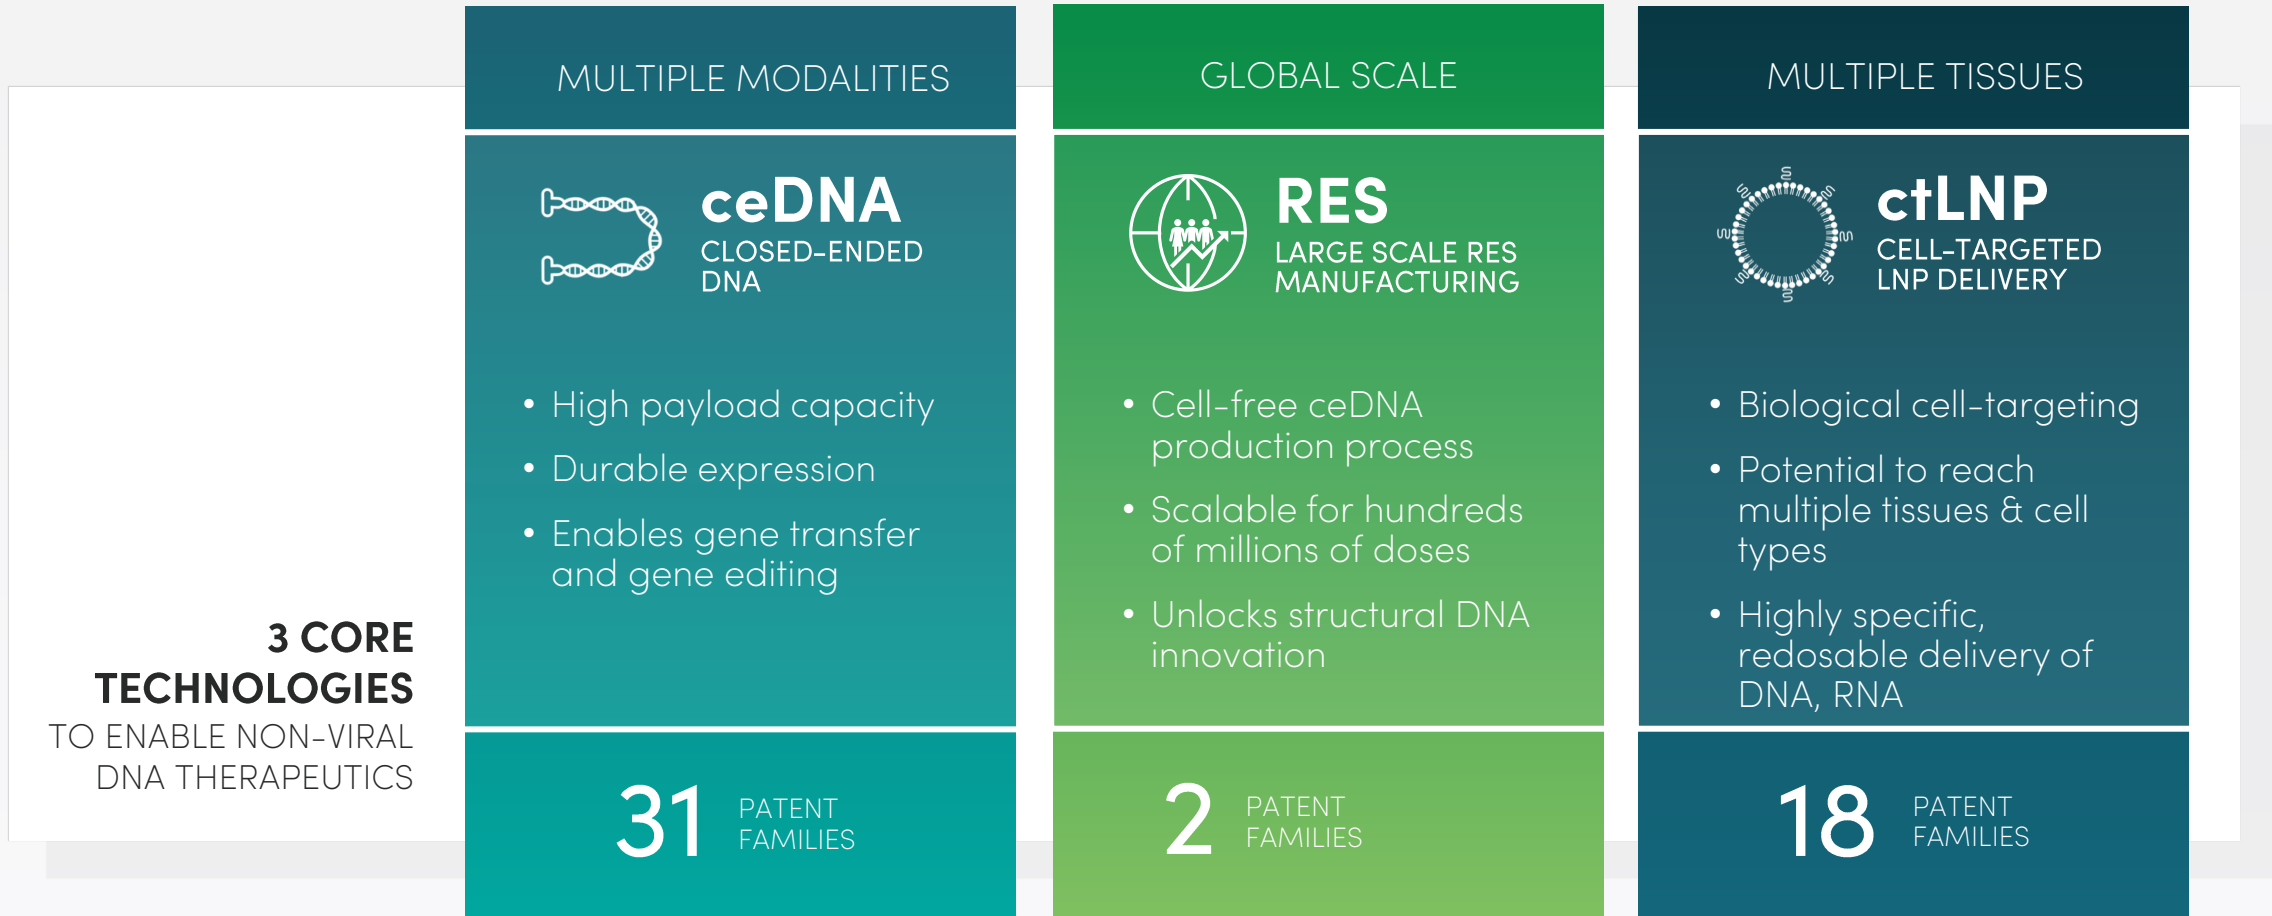 3 CORE
TECHNOLOGIES
TO ENABLE NON-VIRAL
DNA THERAPEUTICS
MULTIPLE MODALITIES
ceDNA
CLOSED-ENDED
DNA
• High payload capacity
• Durable expression
• Enables gene transfer
and gene editing
31
PATENT
FAMILIES
GLOBAL SCALE
RES
LARGE SCALE RES
MANUFACTURING
• Cell-free ceDNA
production process
• Scalable for hundreds
of millions of doses
• Unlocks structural DNA
innovation
2
PATENT
FAMILIES
MULTIPLE TISSUES
ctLNP
CELL-TARGETED
LNP DELIVERY
• Biological cell-targeting
• Potential to reach
multiple tissues & cell
types
• Highly specific,
redosable delivery of
DNA, RNA
18
PATENT
FAMILIES